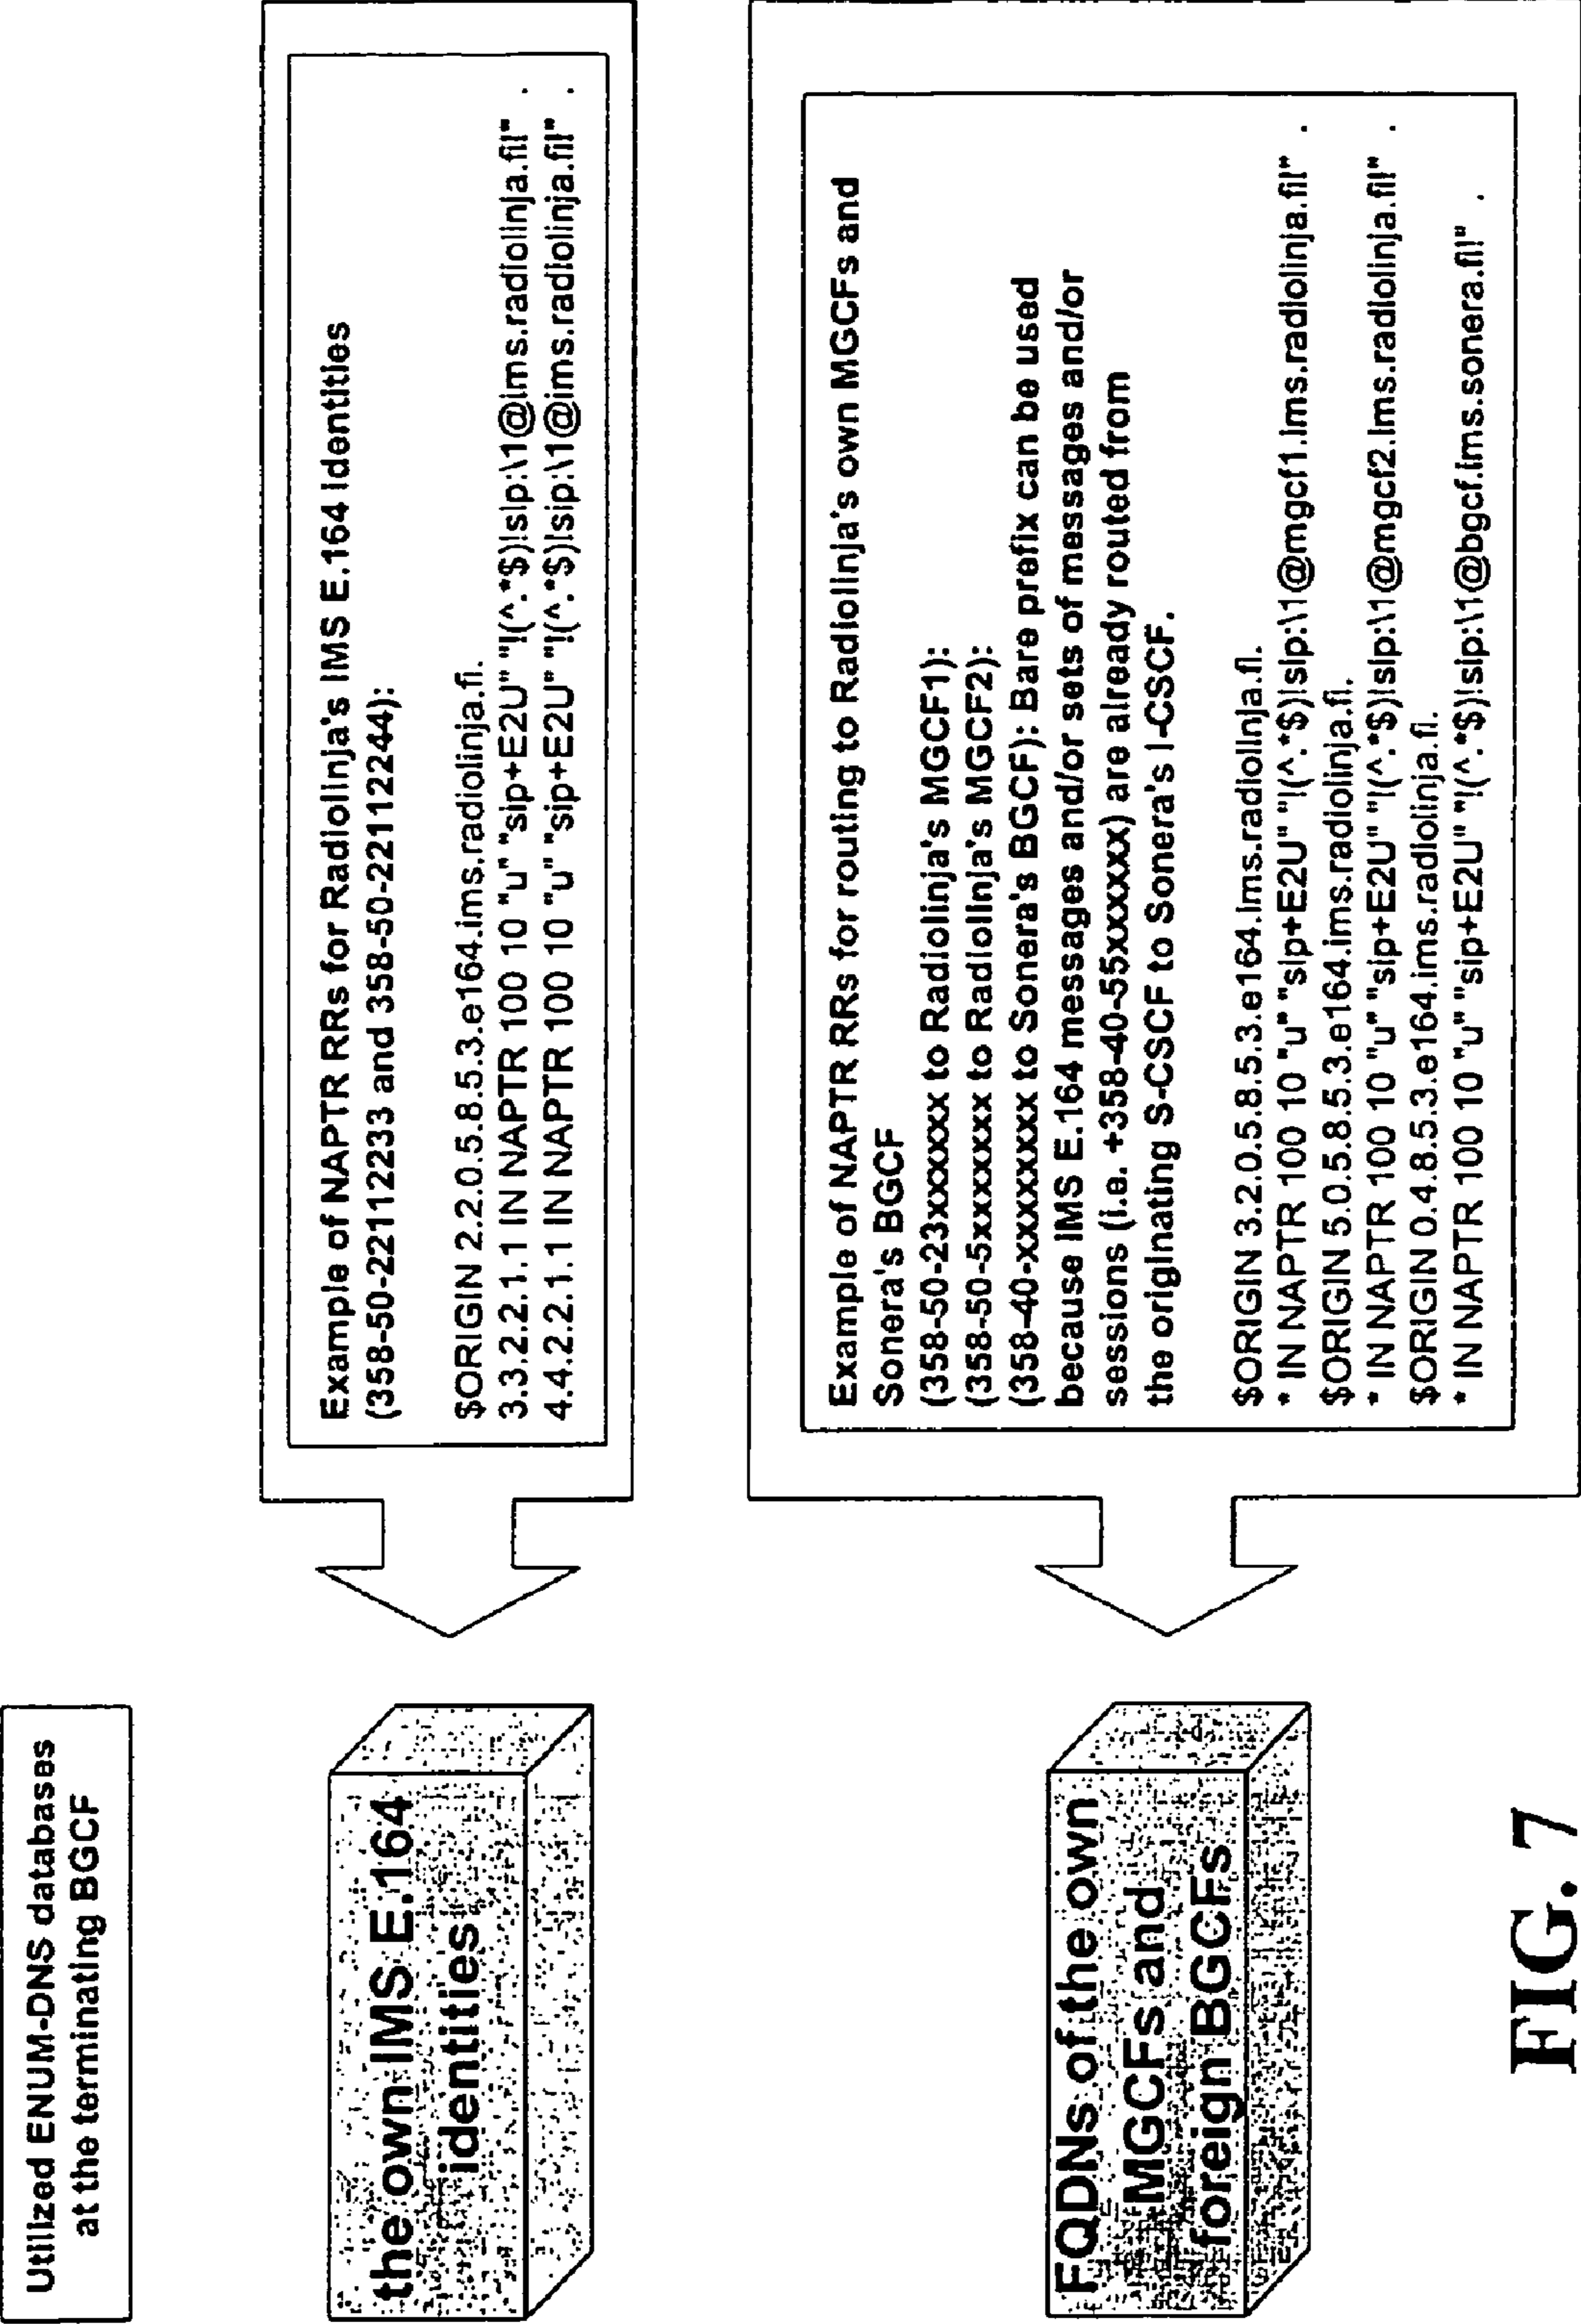 Utilized ENUM-DNS databases
at the terminating BGCF
the own IMS E.164
identities
Example of NAPTR RRs for Radiolinja's IMS E.164 identities
(358-50-22112233 and 358-50-22112244):
$ORIGIN 2.2.0.5.8.5.3.e164.ims.radiolinja.fi.
3.3.2.2.1.1 IN NAPTR 100 10 "u" "sip+E2U" "!(^.*$)!sip:\1@ims.radiolinja.fi!" .
4.4.2.2.1.1 IN NAPTR 100 10 "u" "sip+E2U" "!(^.*$)!sip:\1@ims.radiolinja.fi!" .
FQDNs of the own
MGCFs and
foreign BGCFs
Example of NAPTR RRs for routing to Radiolinja's own MGCFs and
Sonera's BGCF
(358-50-23xxxxxx to Radiolinja's MGCF1):
(358-50-5xxxxxxx to Radiolinja's MGCF2):
(358-40-xxxxxxxx to Sonera's BGCF): Bare prefix can be used
because IMS E.164 messages and/or sets of messages and/or
sessions (i.e. +358-40-55xxxxxx) are already routed from
the originating S-CSCF to Sonera's I-CSCF.
$ORIGIN 3.2.0.5.8.5.3.e164.ims.radiolinja.fi.
* IN NAPTR 100 10 "u" "sip+E2U" "!(^.*$)!sip:\1@mgcf1.ims.radiolinja.fi!" .
$ORIGIN 5.0.5.8.5.3.e164.ims.radiolinja.fi.
* IN NAPTR 100 10 "u" "sip+E2U" "!(^.*$)!sip:\1@mgcf2.ims.radiolinja.fi!" .
$ORIGIN 0.4.8.5.3.e164.ims.radiolinja.fi.
* IN NAPTR 100 10 "u" "sip+E2U" "!(^.*$)!sip:\1@bgcf.ims.sonera.fi!" .
FIG. 7